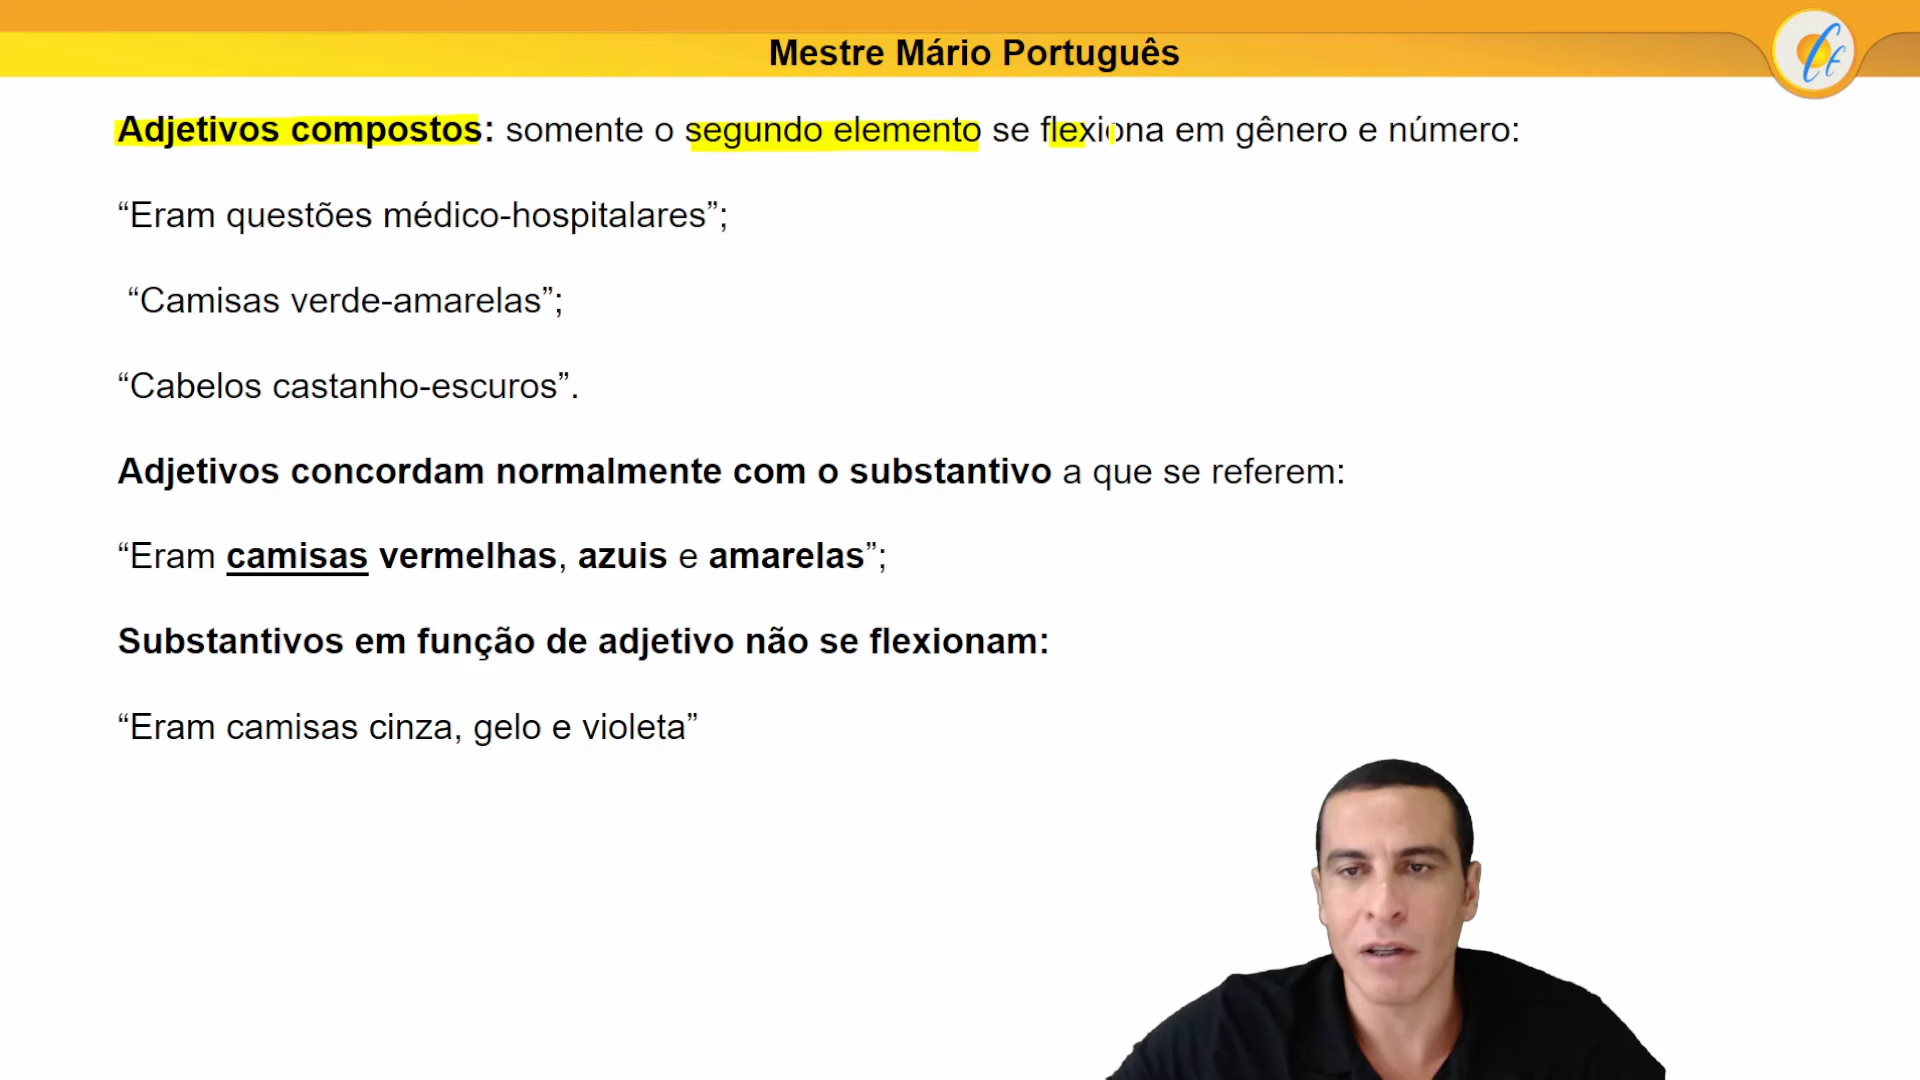 Mestre Mário Português
Adjetivos compostos: somente o segundo elemento se flexiona em gênero e número:
“Eram questões médico-hospitalares”;
“Camisas verde-amarelas”;
“Cabelos castanho-escuros”.
Adjetivos concordam normalmente com o substantivo a que se referem:
“Eram camisas vermelhas, azuis e amarelas”;
Substantivos em função de adjetivo não se flexionam:
“Eram camisas cinza, gelo e violeta”